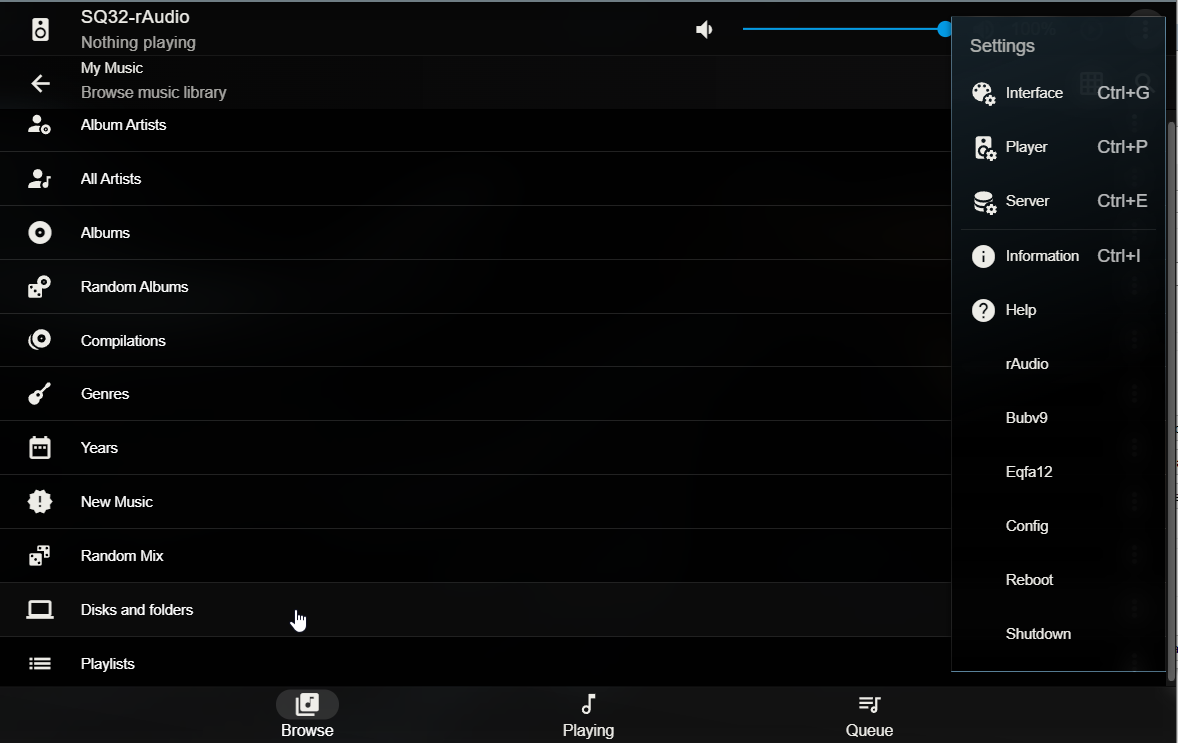 SQ32-rAudio
Nothing playing
My Music
Browse music library
Album Artists
All Artists
Albums
Random Albums
Compilations
Genres
Years
New Music
Random Mix
Disks and folders
Playlists
Settings
Interface Ctrl+G
Player Ctrl+P
Server Ctrl+E
Information Ctrl+I
Help
rAudio
Bubv9
Eqfa12
Config
Reboot
Shutdown
Browse
Playing
Queue